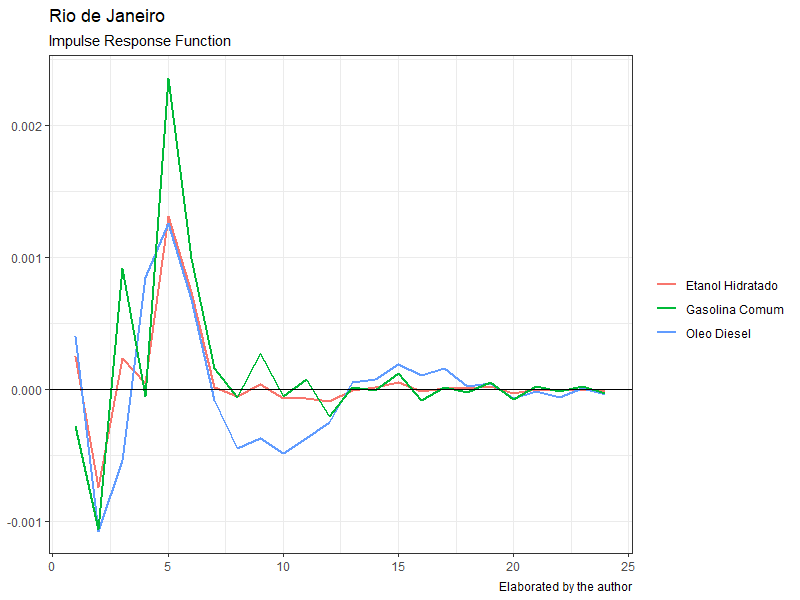 Rio de Janeiro
Impulse Response Function
0.002
0.001
0.000
-0.001
0 5 10 15 20 25
Etanol Hidratado
Gasolina Comum
Oleo Diesel
Elaborated by the author